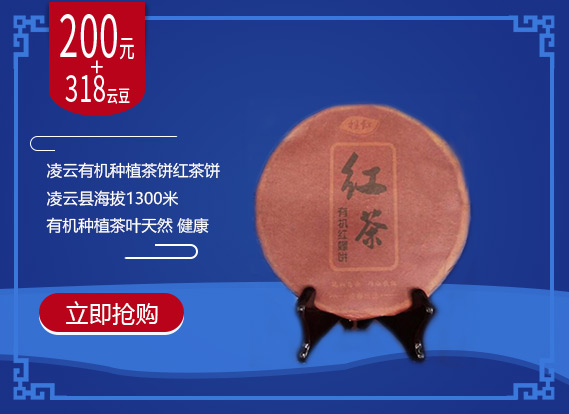 200元
+
318云豆
凌云有机种植茶饼红茶饼
凌云县海拔1300米
有机种植茶叶天然 健康
立即抢购
红茶
有机红螺饼